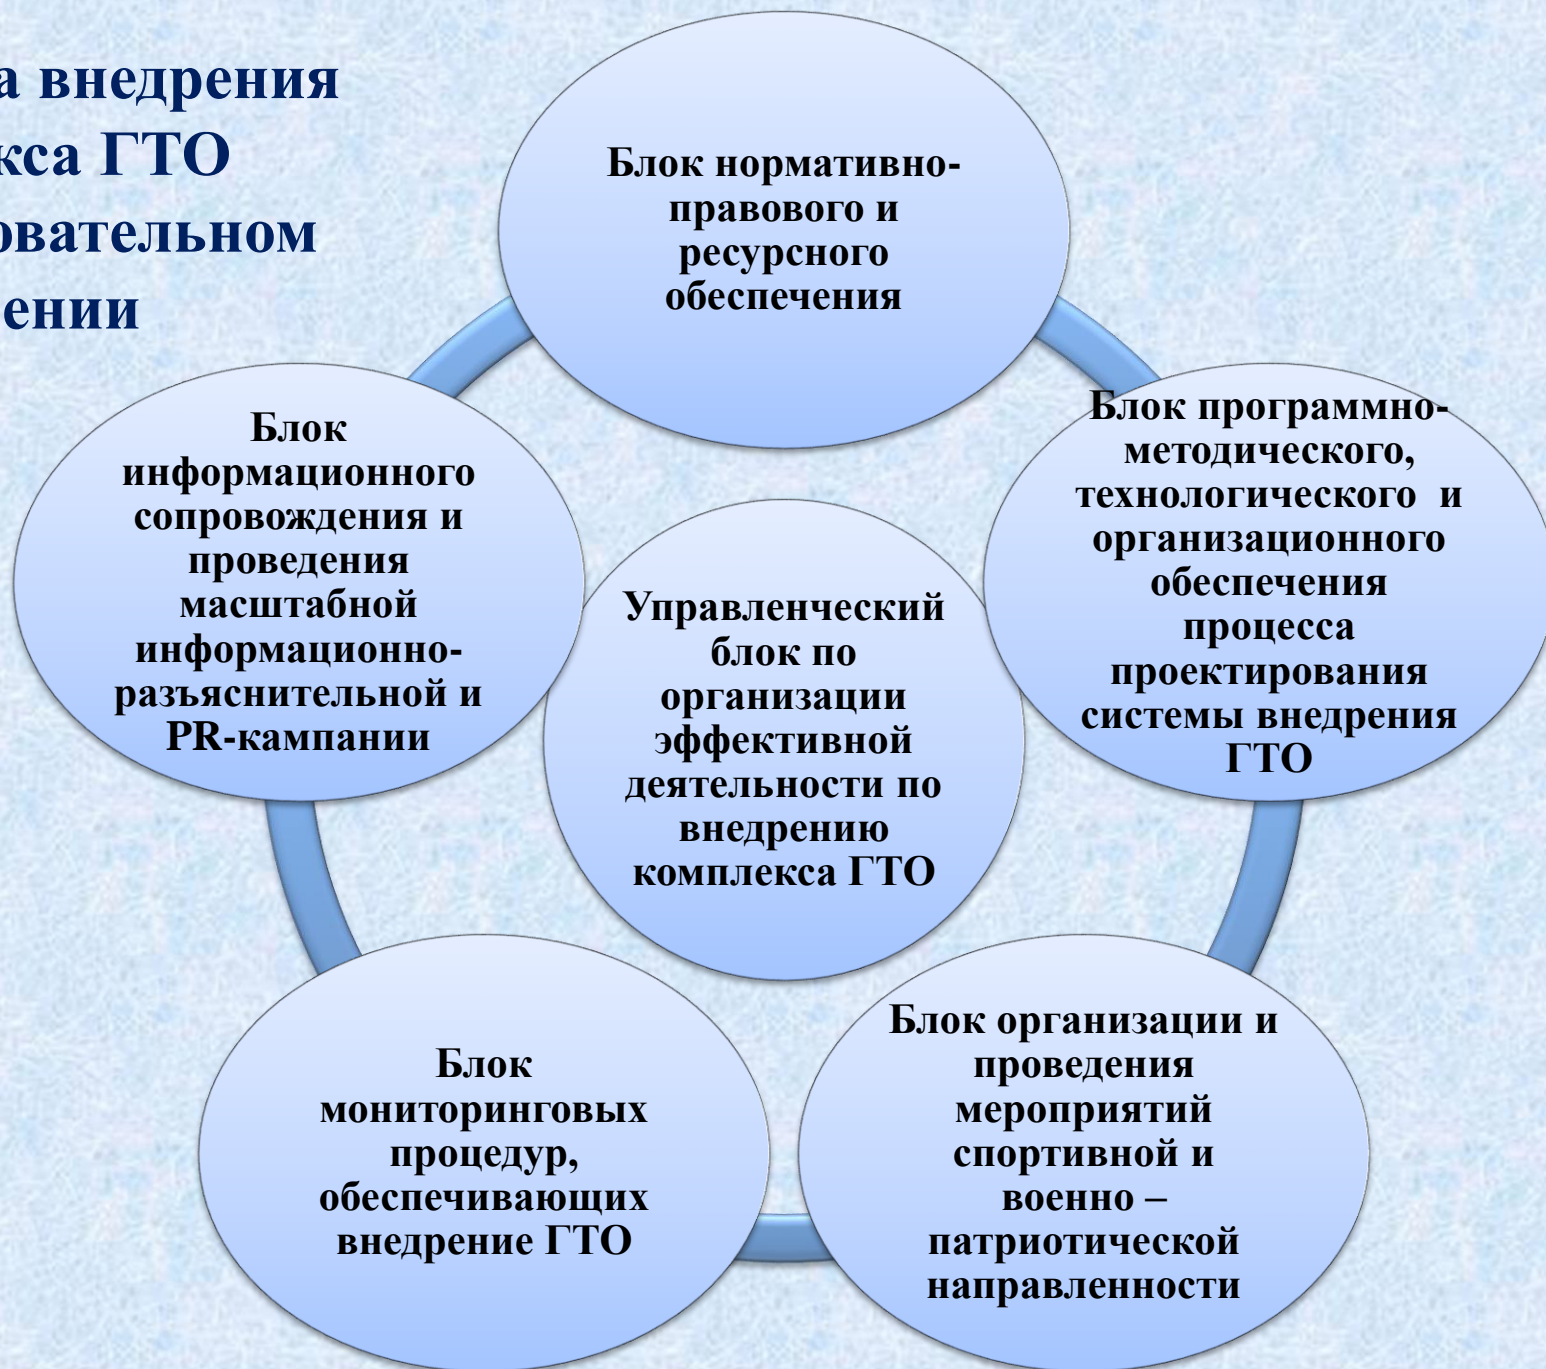 а внедрения
кса ГТО
овательном
ении
Блок нормативно-
правового и
ресурсного
обеспечения
Блок программно-
методического,
технологического и
организационного
обеспечения
процесса
проектирования
системы внедрения
ГТО
Блок
информационного
сопровождения и
проведения
масштабной
информационно-
разъяснительной и
PR-кампании
Управленческий
блок по
организации
эффективной
деятельности по
внедрению
комплекса ГТО
Блок организации и
проведения
мероприятий
спортивной и
военно –
патриотической
направленности
Блок
мониторинговых
процедур,
обеспечивающих
внедрение ГТО